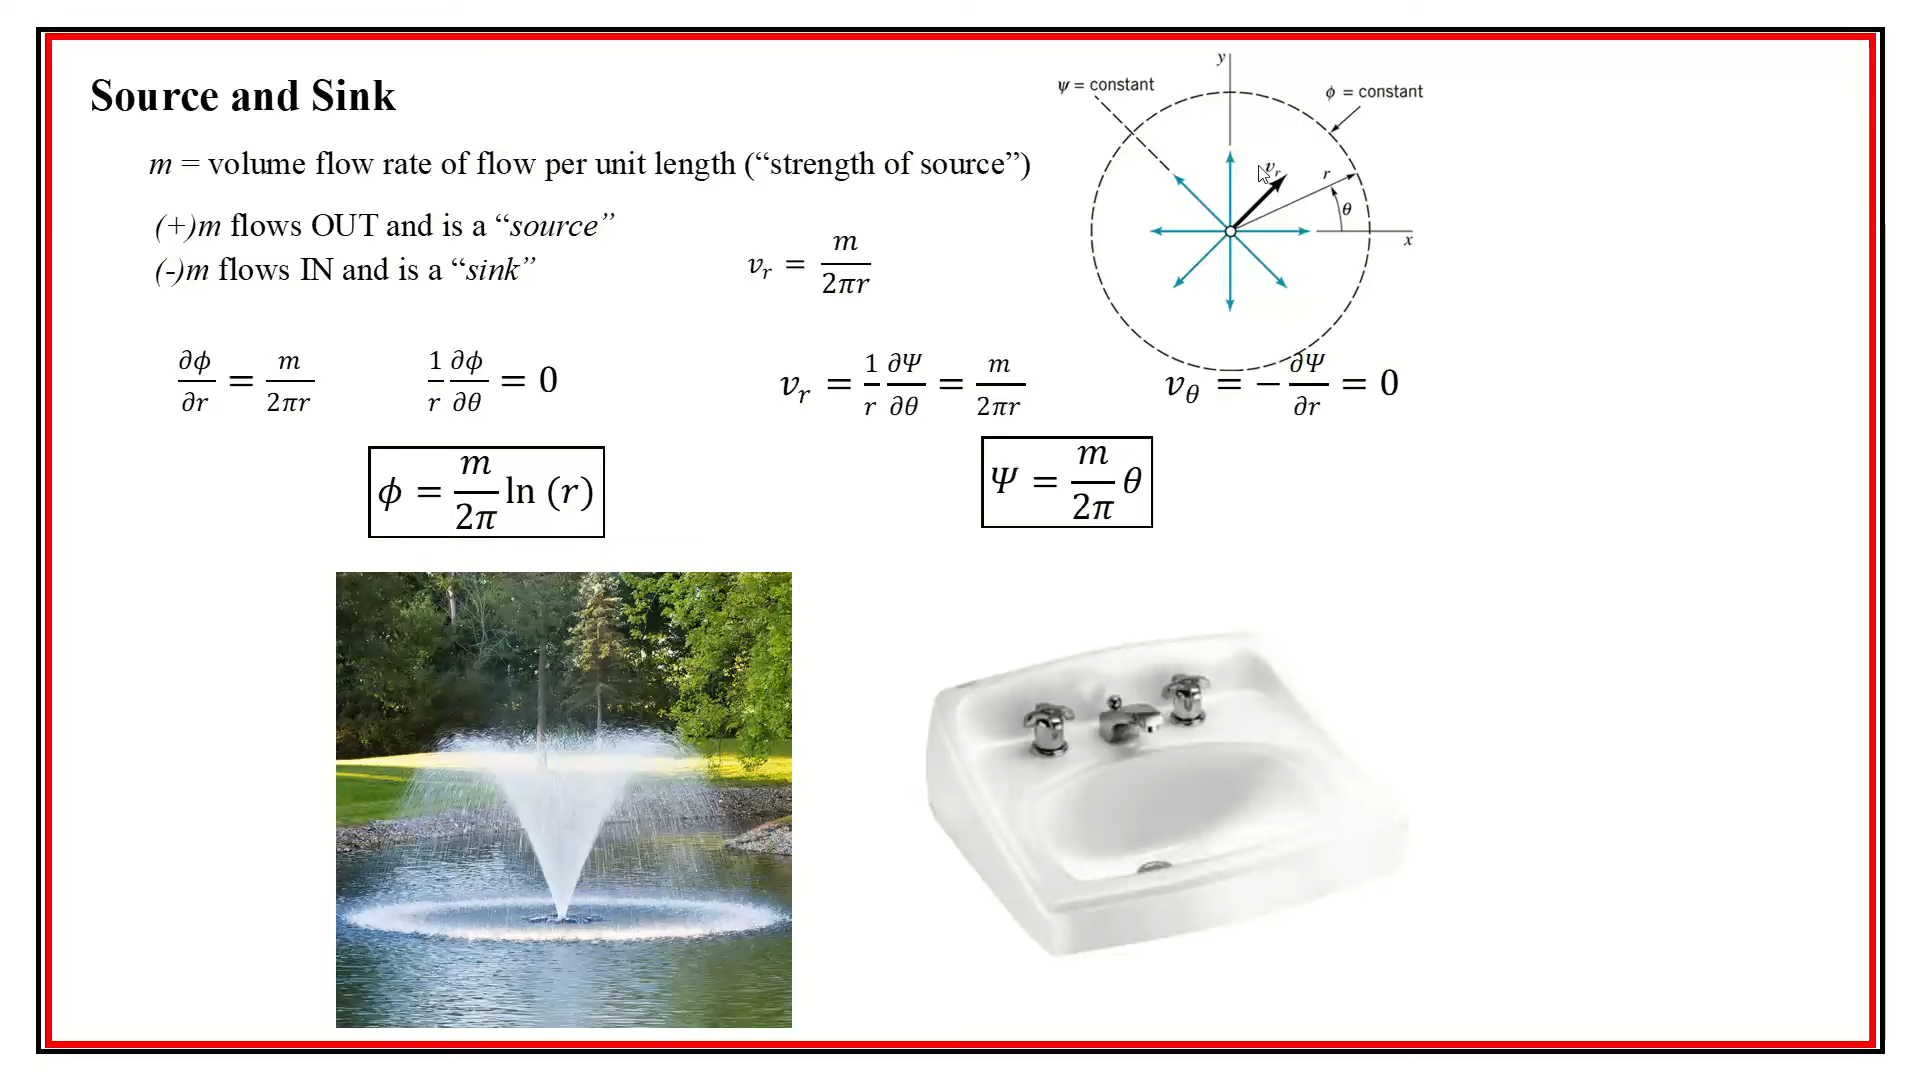 Source and Sink
m = volume flow rate of flow per unit length (“strength of source”)
(+)m flows OUT and is a “source”
(-)m flows IN and is a “sink”
v_r = m/2πr
y
ψ = constant
ϕ = constant
v_r
r
θ
x
∂ϕ/∂r = m/2πr
1/r ∂ϕ/∂θ = 0
v_r = 1/r ∂Ψ/∂θ = m/2πr
v_θ = − ∂Ψ/∂r = 0
ϕ = m/2π ln (r)
Ψ = m/2π θ